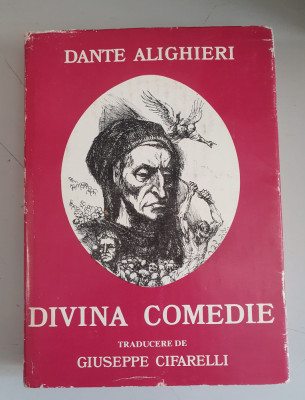 DANTE ALIGHIERI
DIVINA COMEDIE
TRADUCERE DE
GIUSEPPE CIFARELLI